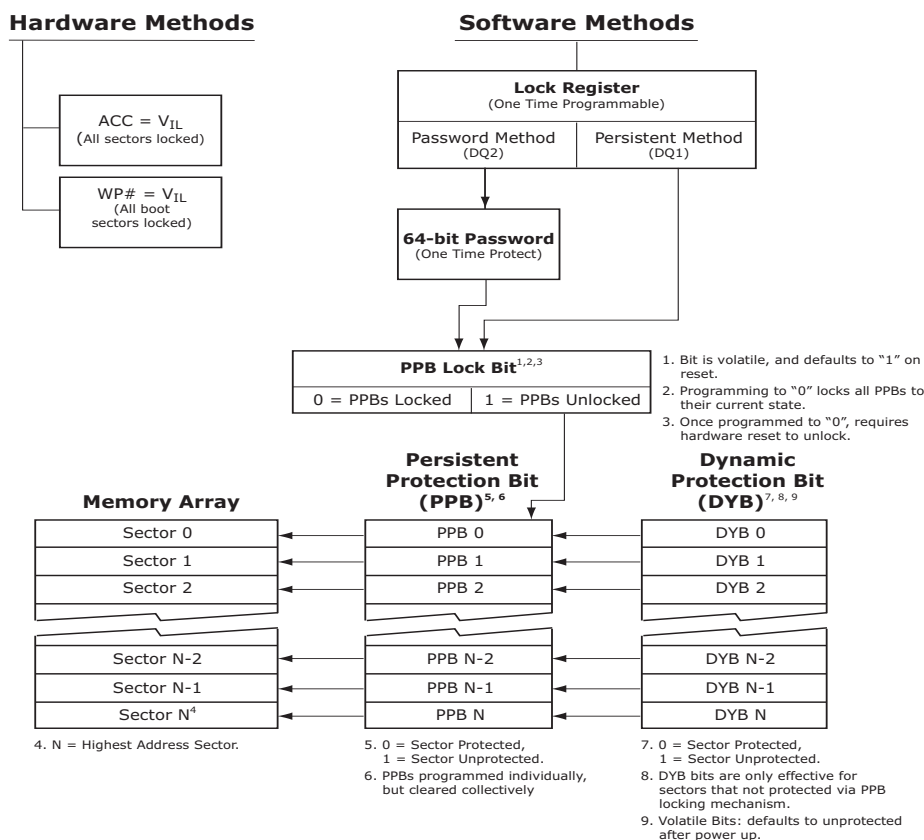 Hardware Methods
Software Methods
ACC = VIL
(All sectors locked)
WP# = VIL
(All boot
sectors locked)
Lock Register
(One Time Programmable)
Password Method
(DQ2)
Persistent Method
(DQ1)
64-bit Password
(One Time Protect)
PPB Lock Bit1,2,3
0 = PPBs Locked
1 = PPBs Unlocked
1. Bit is volatile, and defaults to “1” on
reset.
2. Programming to “0” locks all PPBs to
their current state.
3. Once programmed to “0”, requires
hardware reset to unlock.
Memory Array
Persistent
Protection Bit
(PPB)5, 6
Dynamic
Protection Bit
(DYB)7, 8, 9
Sector 0
PPB 0
DYB 0
Sector 1
PPB 1
DYB 1
Sector 2
PPB 2
DYB 2
Sector N-2
PPB N-2
DYB N-2
Sector N-1
PPB N-1
DYB N-1
Sector N4
PPB N
DYB N
4. N = Highest Address Sector.
5. 0 = Sector Protected,
1 = Sector Unprotected.
6. PPBs programmed individually,
but cleared collectively
7. 0 = Sector Protected,
1 = Sector Unprotected.
8. DYB bits are only effective for
sectors that not protected via PPB
locking mechanism.
9. Volatile Bits: defaults to unprotected
after power up.